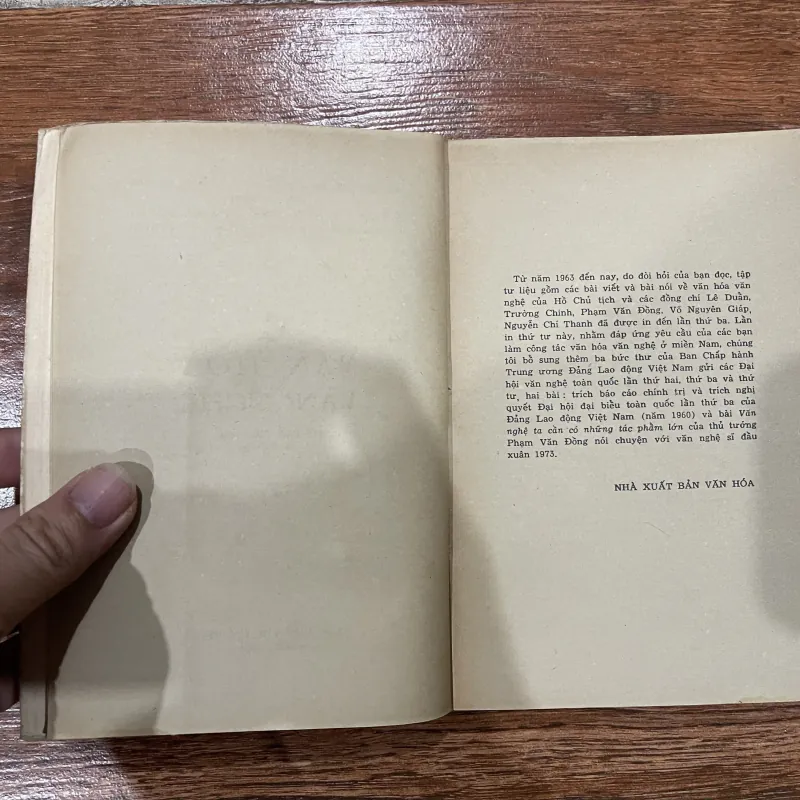 Từ năm 1963 đến nay, do đòi hỏi của bạn đọc, tập
tư liệu gồm các bài viết và bài nói về văn hóa văn
nghệ của Hồ Chủ tịch và các đồng chí Lê Duẩn,
Trường Chinh, Phạm Văn Đồng, Võ Nguyên Giáp,
Nguyễn Chí Thanh đã được in đến lần thứ ba. Lần
in thứ tư này, nhằm đáp ứng yêu cầu của các bạn
làm công tác văn hóa văn nghệ ở miền Nam, chúng
tôi bổ sung thêm ba bức thư của Ban Chấp hành
Trung ương Đảng Lao động Việt Nam gửi các Đại
hội văn nghệ toàn quốc lần thứ hai, thứ ba và thứ
tư, hai bài : trích báo cáo chính trị và trích nghị
quyết Đại hội đại biểu toàn quốc lần thứ ba của
Đảng Lao động Việt Nam (năm 1960) và bài Văn
nghệ ta cần có những tác phẩm lớn của thủ tướng
Phạm Văn Đồng nói chuyện với văn nghệ sĩ đầu
xuân 1973.
NHÀ XUẤT BẢN VĂN HÓA